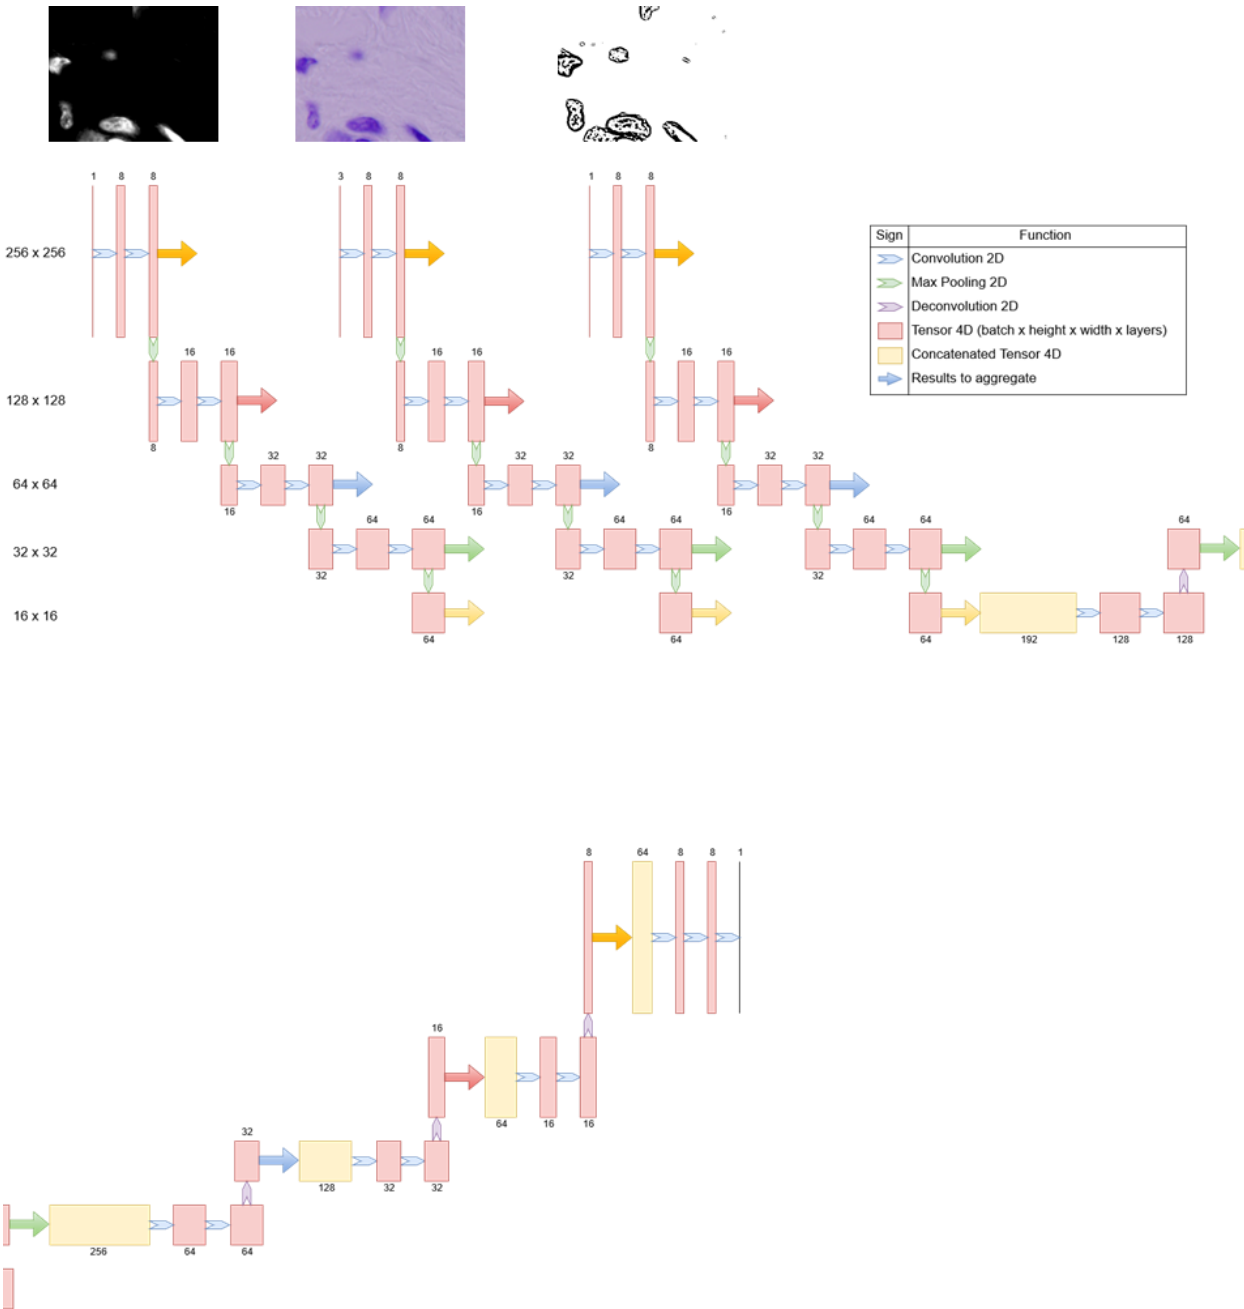 1 8 8 3 8 8 1 8 8
256 x 256
Sign Function
Convolution 2D
Max Pooling 2D
Deconvolution 2D
Tensor 4D (batch x height x width x layers)
Concatenated Tensor 4D
Results to aggregate
16 16 16 16 16 16
128 x 128
8 8 8
32 32 32 32 32 32
64 x 64
16 16 16
64 64 64 64 64 64 64
32 x 32
32 32 32
16 x 16
64 64 64 192 128 128
8 64 8 8 1
16
64 16 16
32
128 32 32
256 64 64